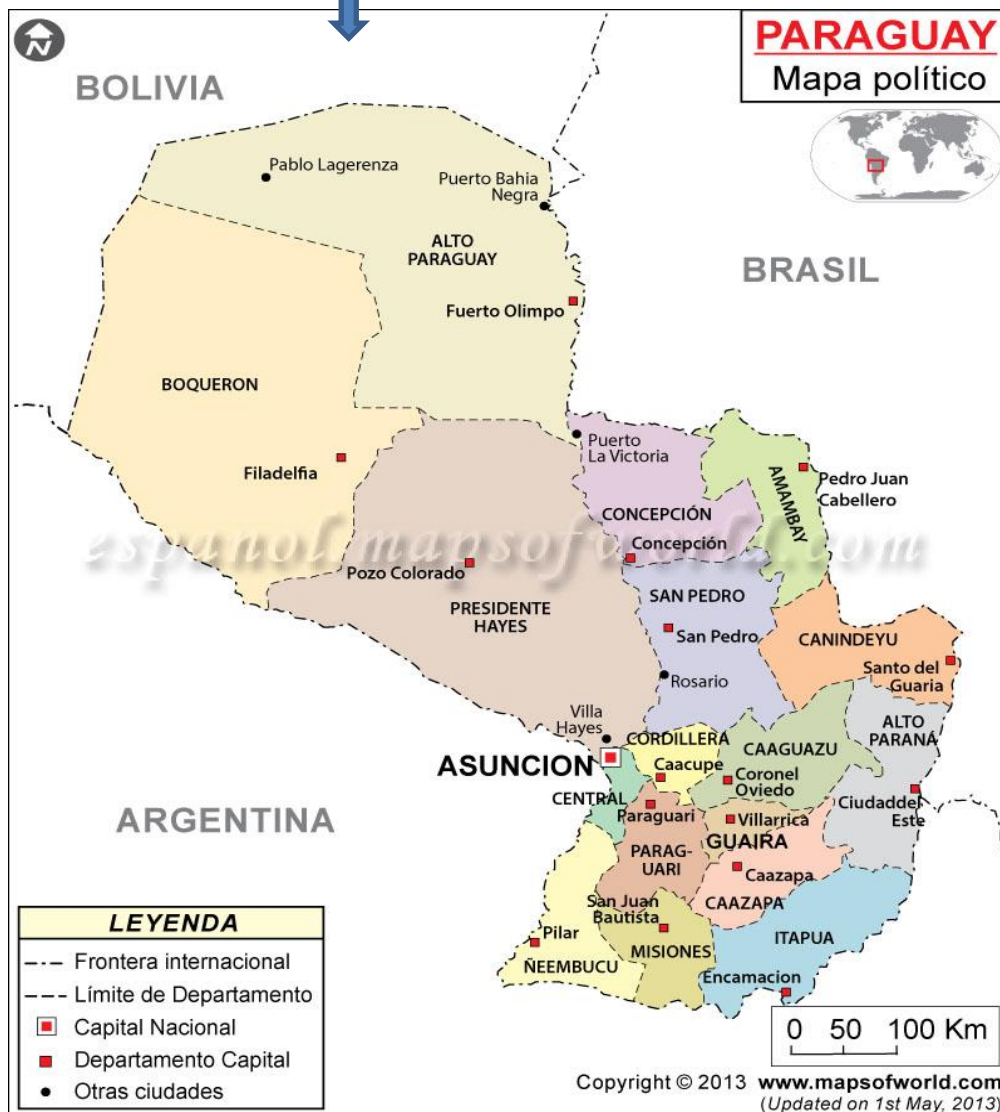 PARAGUAY
Mapa político
N
BOLIVIA
Pablo Lagerenza
Puerto Bahia
Negra
ALTO
PARAGUAY
BRASIL
Fuerto Olimpo
BOQUERON
Filadelfia
Puerto
La Victoria
AMAMBAY
Pedro Juan
Cabellero
CONCEPCIÓN
Concepción
espanol.mapsofworld.com
Pozo Colorado
PRESIDENTE
HAYES
SAN PEDRO
San Pedro
CANINDEYU
Santo del
Guaria
Rosario
Villa
Hayes
ALTO
PARANÁ
CORDILLERA
CAAGUAZU
ASUNCION
Caacupe
Coronel
Oviedo
CENTRAL
Paraguari
Ciudaddel
Este
ARGENTINA
Villarrica
GUAIRA
PARAG-
UARI
Caazapa
CAAZAPA
San Juan
Bautista
Pilar
MISIONES
ITAPUA
ÑEEMBUCU
Encamacion
LEYENDA
Frontera internacional
Límite de Departamento
Capital Nacional
Departamento Capital
Otras ciudades
0 50 100 Km
Copyright © 2013 www.mapsofworld.com
(Updated on 1st May, 2013)